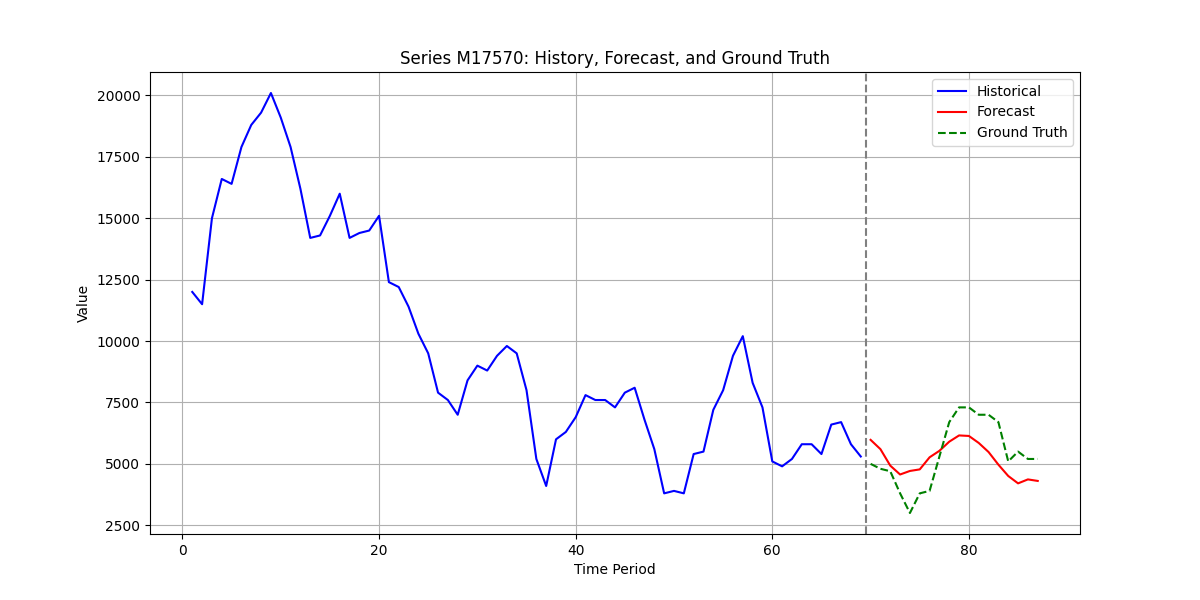 Series M17570: History, Forecast, and Ground Truth
Historical
Forecast
Ground Truth
20000
17500
15000
12500
10000
7500
5000
2500
Value
0 20 40 60 80
Time Period